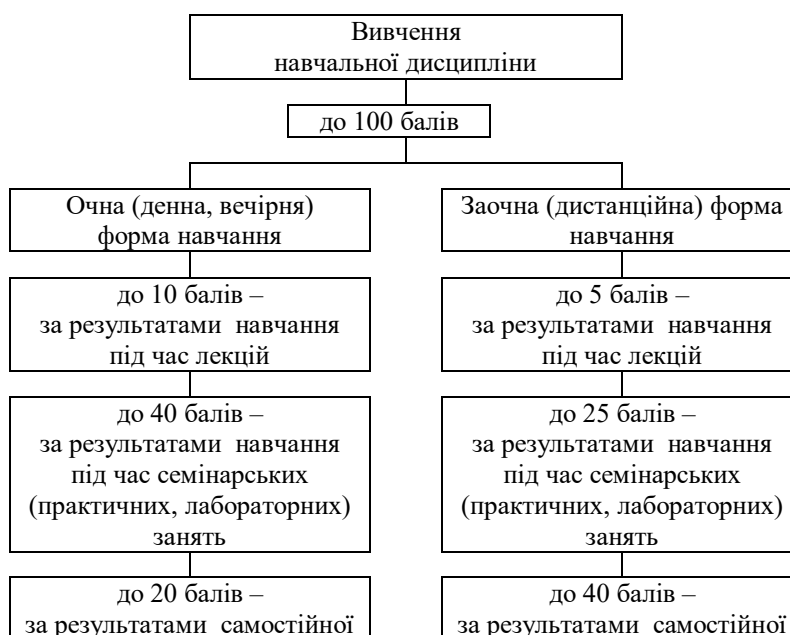 Вивчення
навчальної дисципліни
до 100 балів
Очна (денна, вечірня)
форма навчання
Заочна (дистанційна) форма
навчання
до 10 балів –
за результатами навчання
під час лекцій
до 5 балів –
за результатами навчання
під час лекцій
до 40 балів –
за результатами навчання
під час семінарських
(практичних, лабораторних)
занять
до 25 балів –
за результатами навчання
під час семінарських
(практичних, лабораторних)
занять
до 20 балів –
за результатами самостійної
до 40 балів –
за результатами самостійної